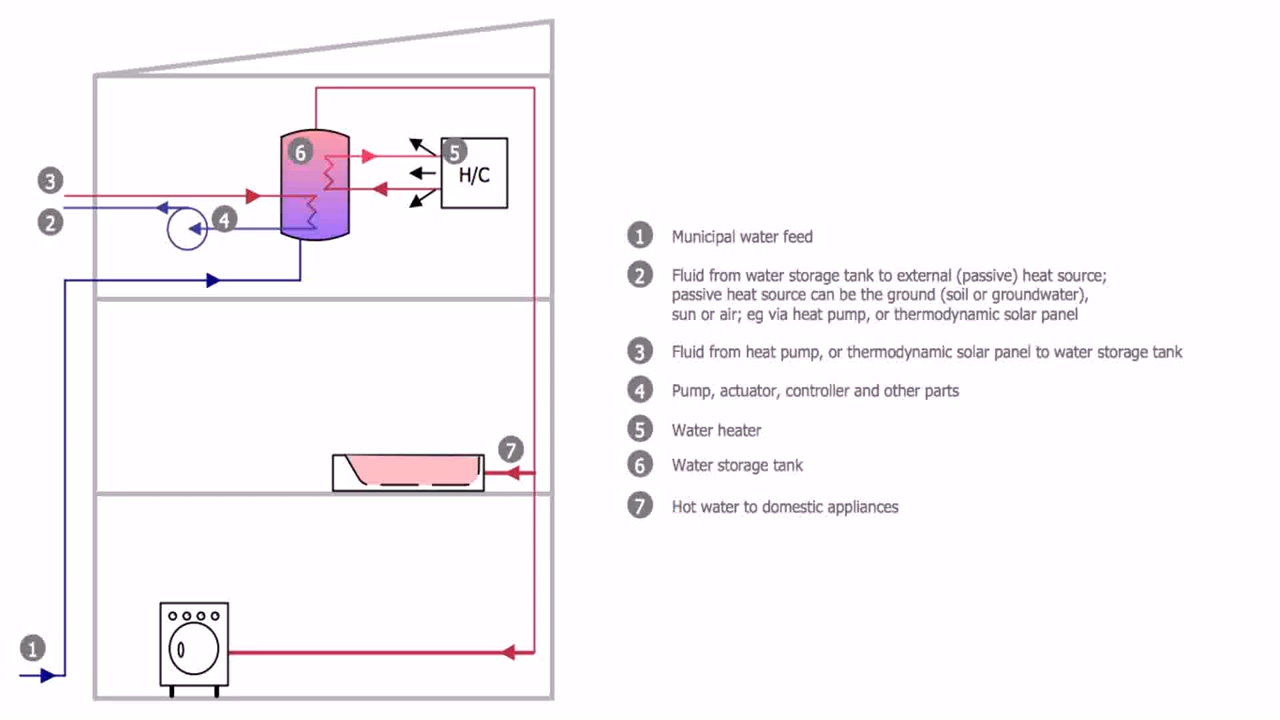 6
5
H/C
3
2
4
7
1
1 Municipal water feed
2 Fluid from water storage tank to external (passive) heat source;
passive heat source can be the ground (soil or groundwater),
sun or air; eg via heat pump, or thermodynamic solar panel
3 Fluid from heat pump, or thermodynamic solar panel to water storage tank
4 Pump, actuator, controller and other parts
5 Water heater
6 Water storage tank
7 Hot water to domestic appliances